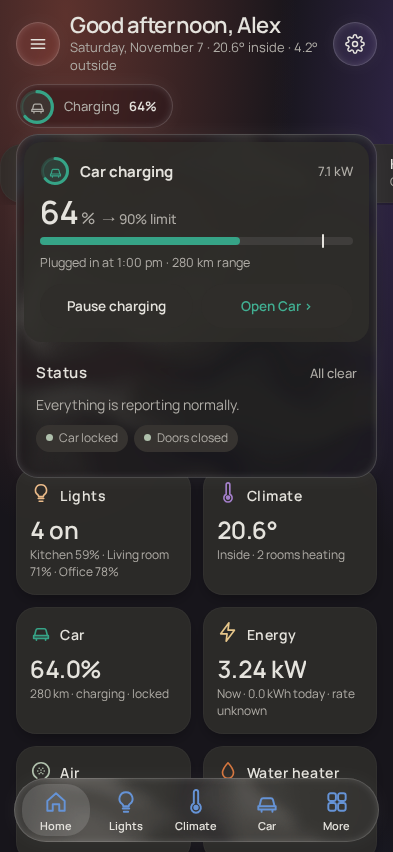 Good afternoon, Alex
Saturday, November 7 · 20.6° inside · 4.2°
outside
Charging 64%
Car charging 7.1 kW
64% → 90% limit
Plugged in at 1:00 pm · 280 km range
Pause charging Open Car ›
Status All clear
Everything is reporting normally.
Car locked Doors closed
Lights
4 on
Kitchen 59% · Living room
71% · Office 78%
Climate
20.6°
Inside · 2 rooms heating
Car
64.0%
280 km · charging · locked
Energy
3.24 kW
Now · 0.0 kWh today · rate
unknown
Air
Water heater
Home Lights Climate Car More